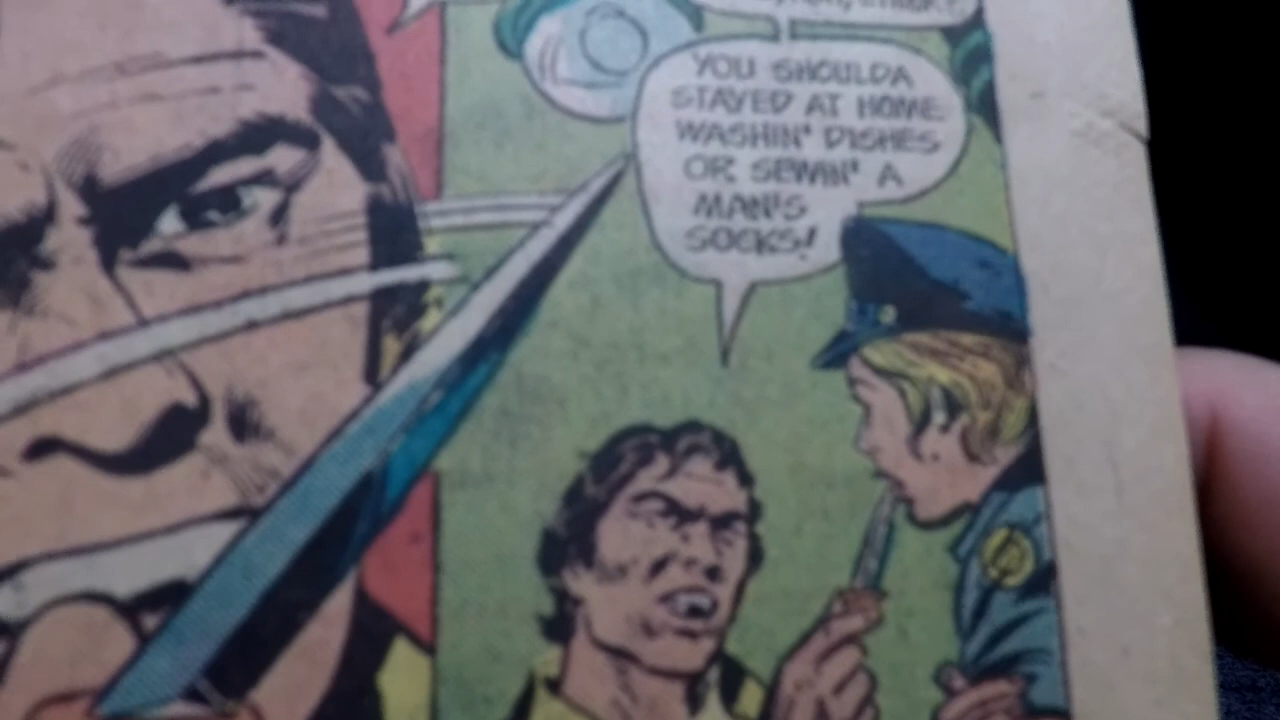 YOU SHOULDA
STAYED AT HOME
WASHIN' DISHES
OR SEWIN' A
MAN'S
SOCKS!